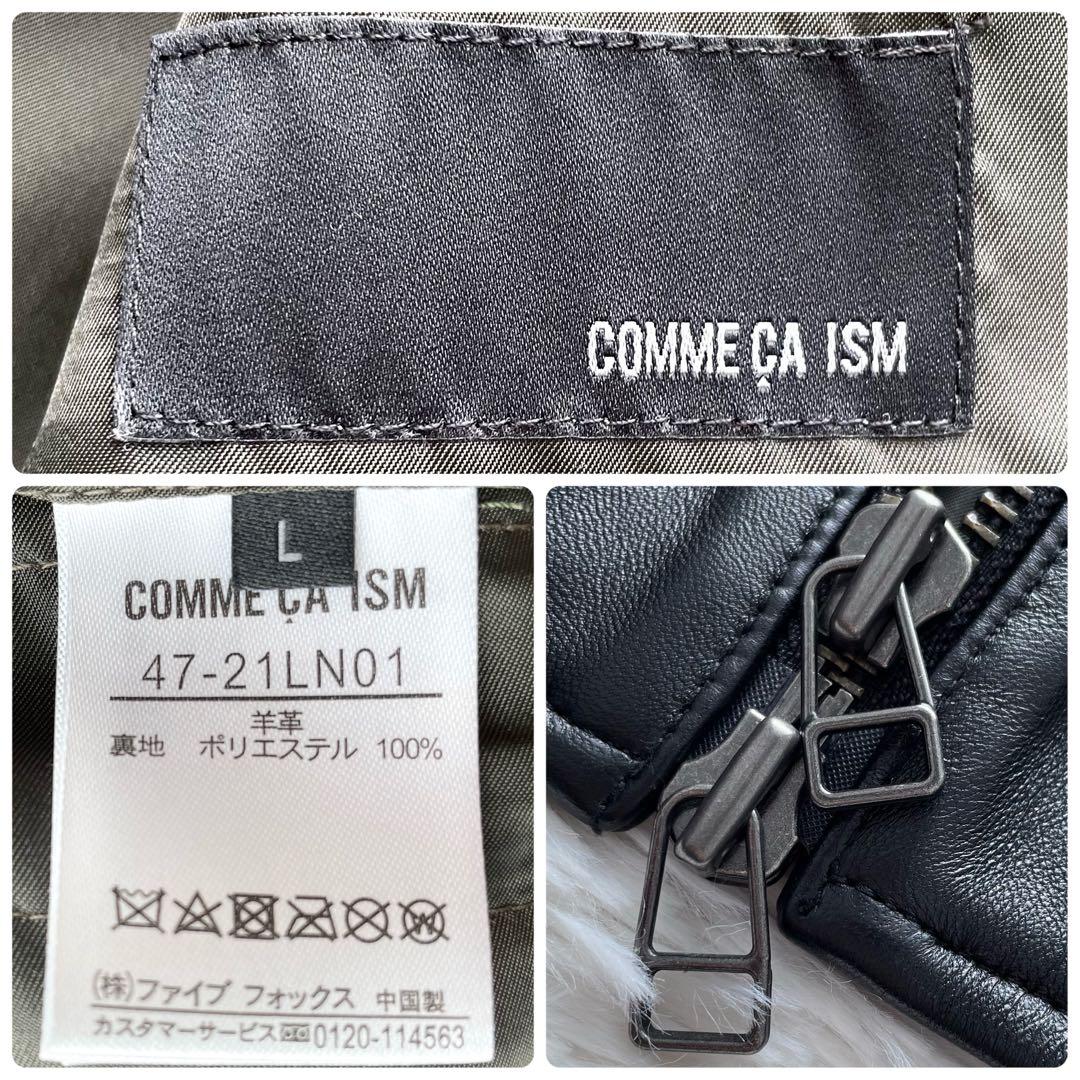 COMME ÇA ISM
L
COMME ÇA ISM
47-21LN01
羊革
裏地 ポリエステル 100%
(株)ファイブ フォックス 中国製
カスタマーサービス 0120-114563